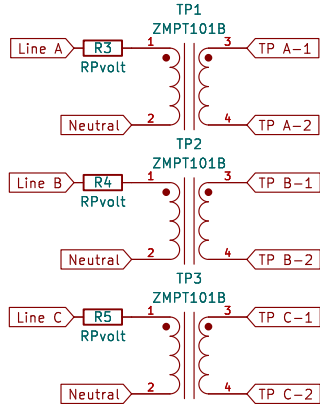 TP1
ZMPT101B
Line A R3 1 3 TP A-1
RPvolt
Neutral 2 4 TP A-2
TP2
ZMPT101B
Line B R4 1 3 TP B-1
RPvolt
Neutral 2 4 TP B-2
TP3
ZMPT101B
Line C R5 1 3 TP C-1
RPvolt
Neutral 2 4 TP C-2